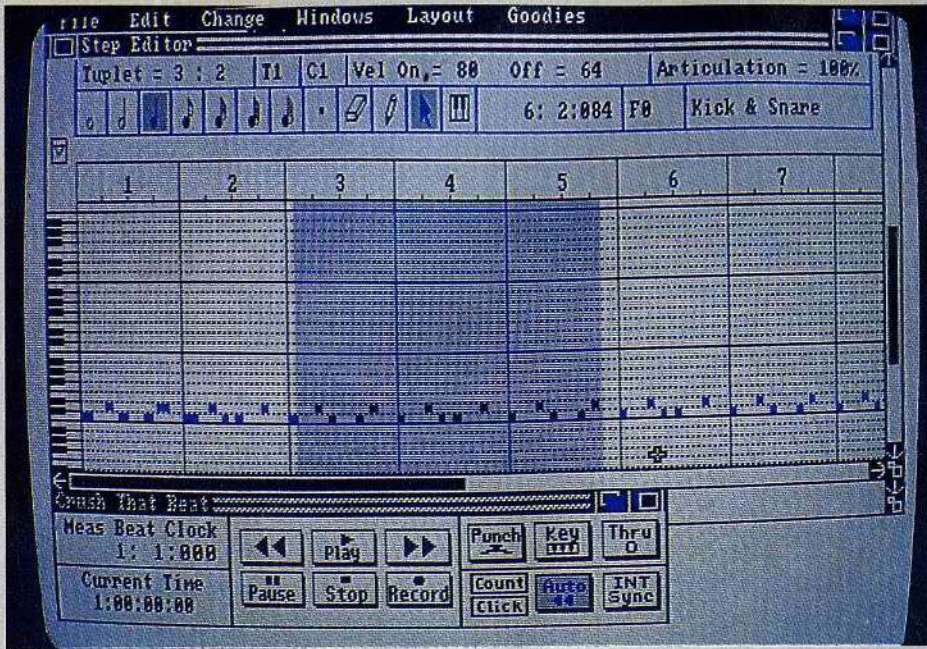 File Edit Change Windows Layout Goodies
Step Editor
Tuplet = 3 : 2 T1 C1 Vel On = 80 Off = 64 Articulation = 100%
6: 2:084 F0 Kick & Snare
1 2 3 4 5 6 7
Crush That Beat
Meas Beat Clock
1: 1:000
Current Time
1:00:00:00
Play
Pause Stop Record
Punch Key Thru
Count Auto INT Sync
Click